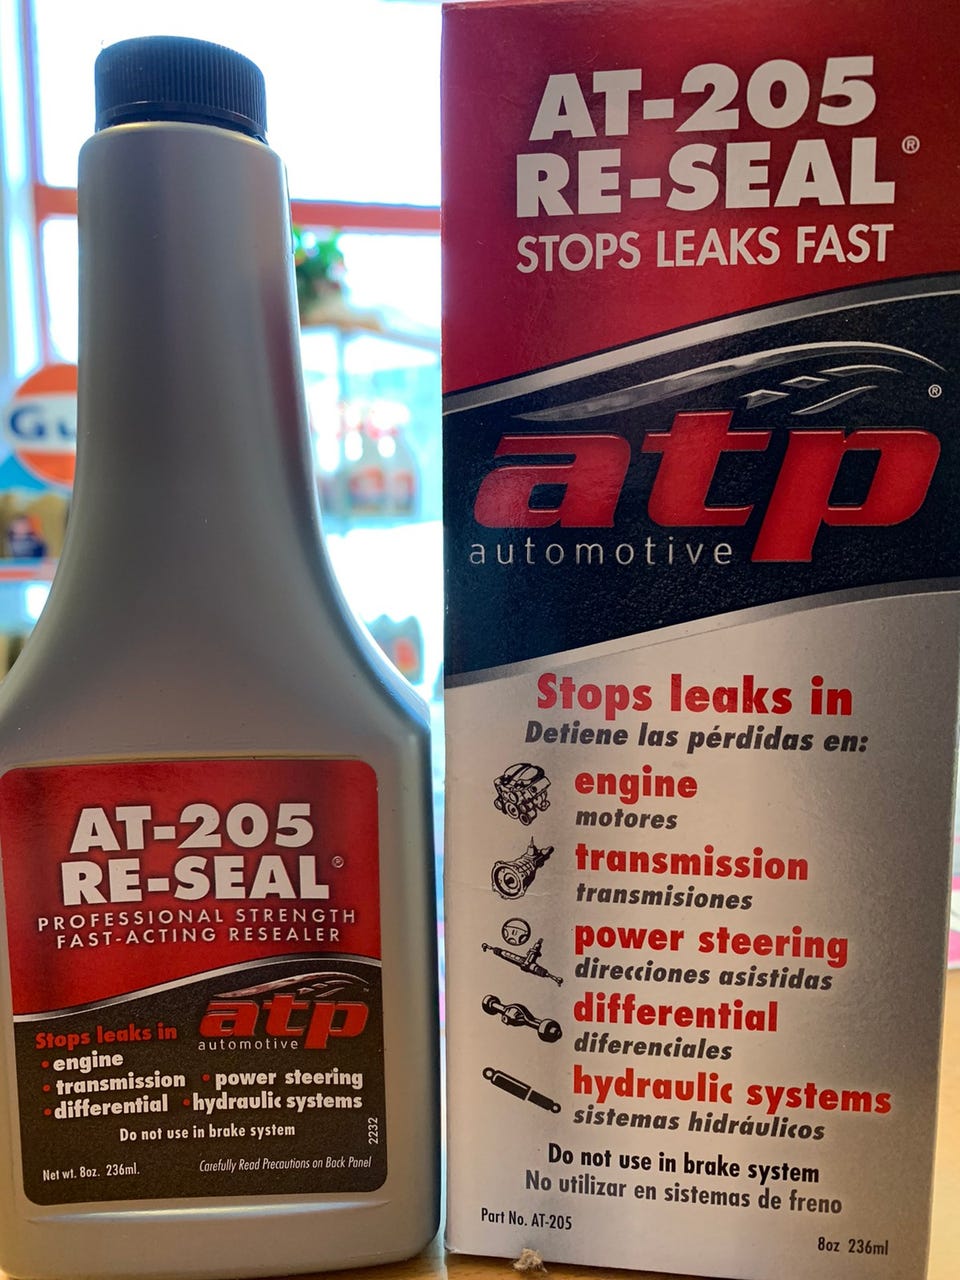 AT-205
RE-SEAL®
PROFESSIONAL STRENGTH
FAST-ACTING RESEALER
atp™
automotive
Stops leaks in
• engine
• transmission • power steering
• differential • hydraulic systems
Do not use in brake system
2232
Net wt. 8oz. 236ml.
Carefully Read Precautions on Back Panel
AT-205
RE-SEAL®
STOPS LEAKS FAST
atp®
automotive
Stops leaks in
Detiene las pérdidas en:
engine
motores
transmission
transmisiones
power steering
direcciones asistidas
differential
diferenciales
hydraulic systems
sistemas hidráulicos
Do not use in brake system
No utilizar en sistemas de freno
Part No. AT-205
8oz 236ml